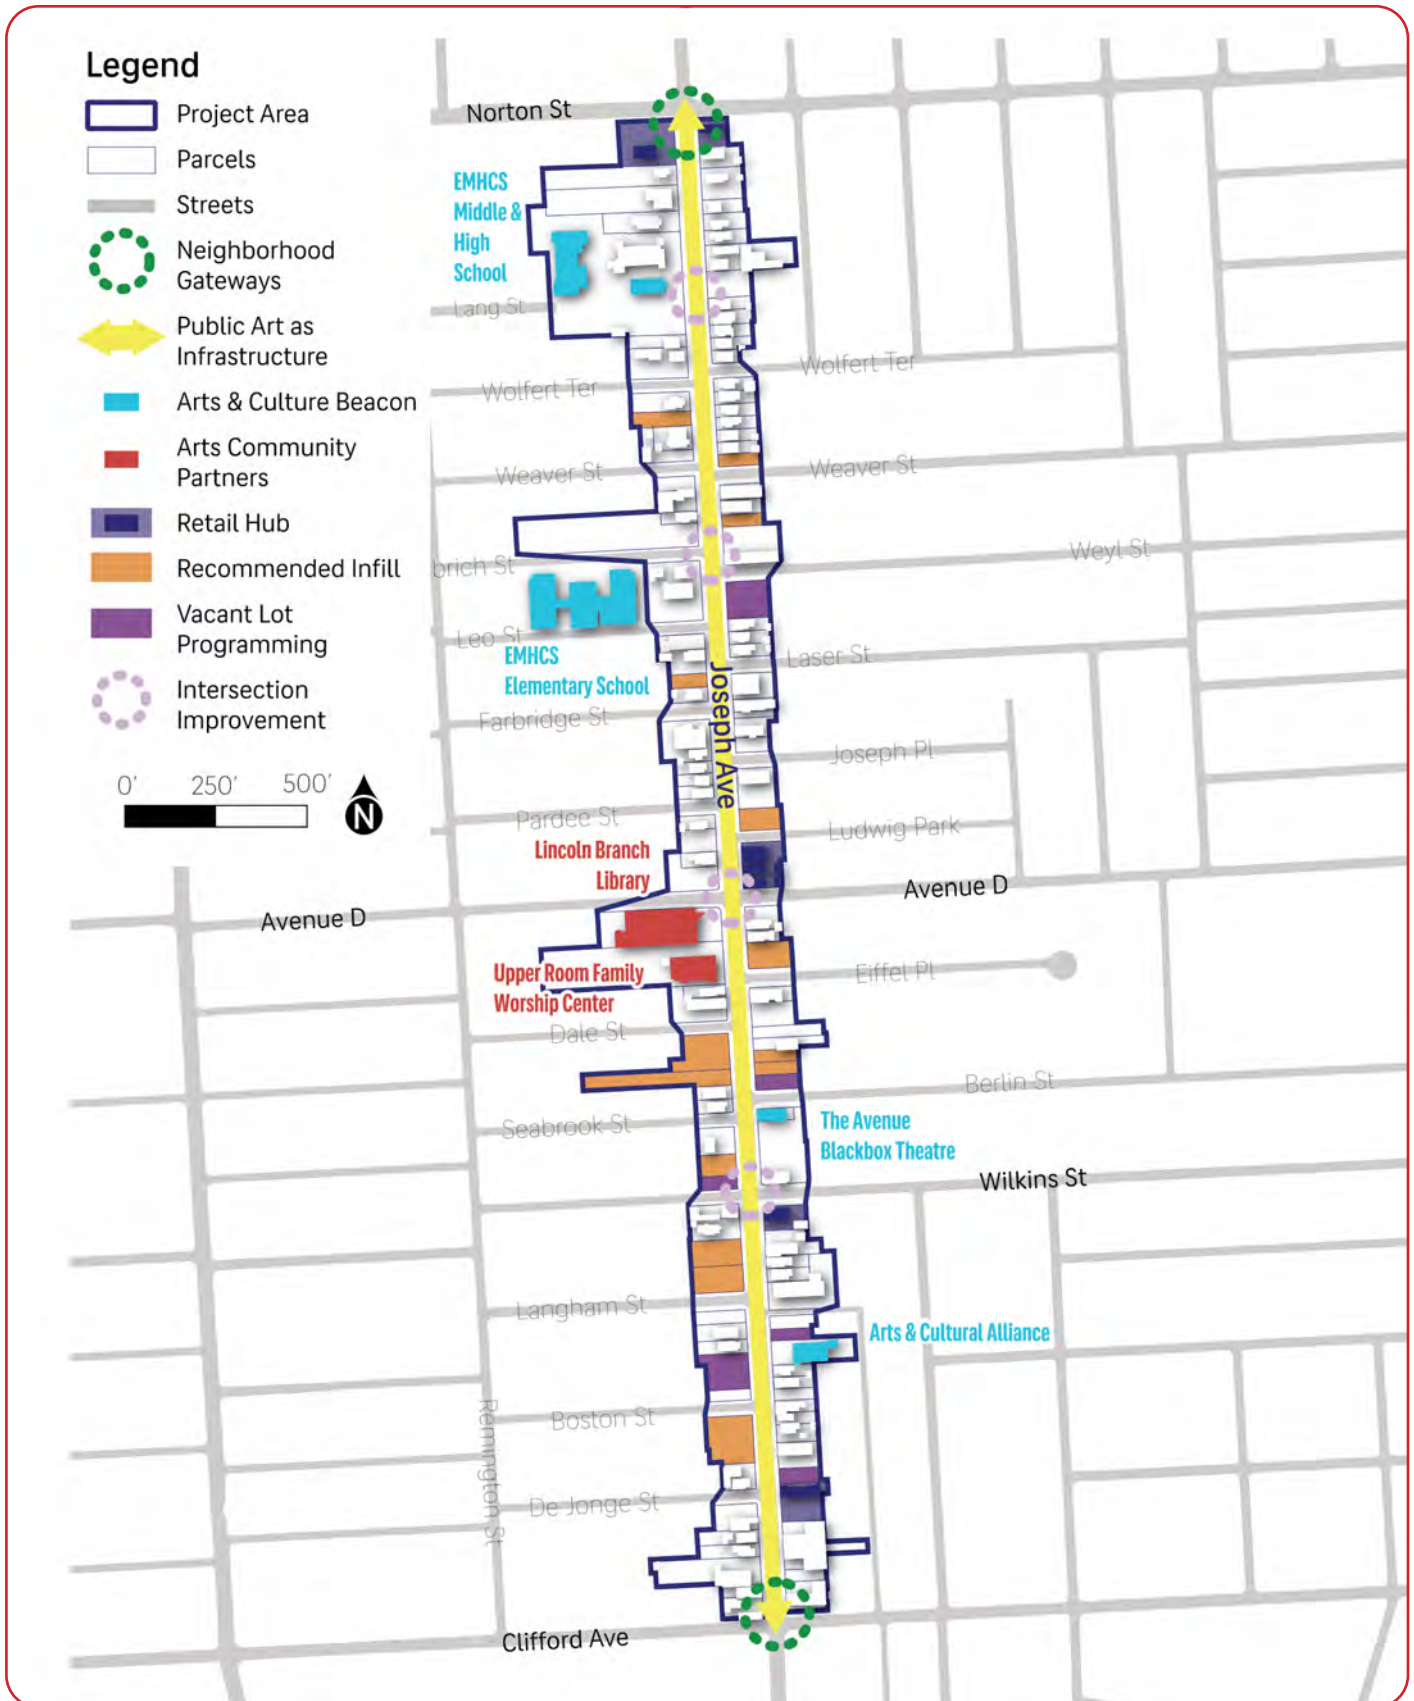 Legend
Project Area
Parcels
Streets
Neighborhood
Gateways
Public Art as
Infrastructure
Arts & Culture Beacon
Arts Community
Partners
Retail Hub
Recommended Infill
Vacant Lot
Programming
Intersection
Improvement
0'
250'
500'
N
Norton St
EMHCS
Middle &
High
School
Lang St
Wolfert Ter
Wolfert Ter
Weaver St
Weaver St
brich St
Weyl St
Leo St
EMHCS
Elementary School
Laser St
Farbridge St
Joseph Ave
Joseph Pl
Pardee St
Ludwig Park
Lincoln Branch
Library
Avenue D
Avenue D
Upper Room Family
Worship Center
Eiffel Pl
Dale St
Berlin St
Seabrook St
The Avenue
Blackbox Theatre
Wilkins St
Langham St
Arts & Cultural Alliance
Remington St
Boston St
De Jonge St
Clifford Ave